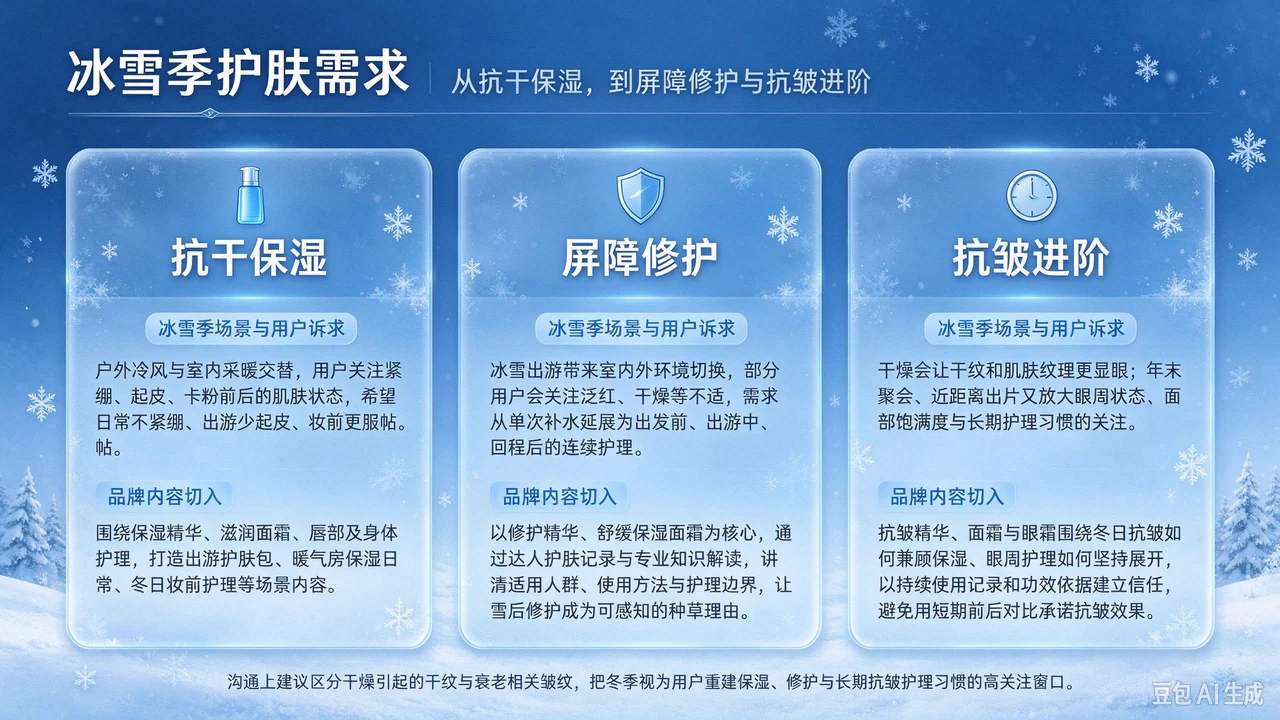 冰雪季护肤需求
从抗干保湿，到屏障修护与抗皱进阶
抗干保湿
冰雪季场景与用户诉求
户外冷风与室内采暖交替，用户关注紧
绷、起皮、卡粉前后的肌肤状态，希望
日常不紧绷、出游少起皮、妆前更服帖。
帖。
品牌内容切入
围绕保湿精华、滋润面霜、唇部及身体
护理，打造出游护肤包、暖气房保湿日
常、冬日妆前护理等场景内容。
屏障修护
冰雪季场景与用户诉求
冰雪出游带来室内外环境切换，部分
用户会关注泛红、干燥等不适，需求
从单次补水延展为出发前、出游中、
回程后的连续护理。
品牌内容切入
以修护精华、舒缓保湿面霜为核心，通
过达人护肤记录与专业知识解读，讲
清适用人群、使用方法与护理边界，让
雪后修护成为可感知的种草理由。
抗皱进阶
冰雪季场景与用户诉求
干燥会让干纹和肌肤纹理更显眼；年末
聚会、近距离出片又放大眼周状态、面
部饱满度与长期护理习惯的关注。
品牌内容切入
抗皱精华、面霜与眼霜围绕冬日抗皱如
何兼顾保湿、眼周护理如何坚持展开，
以持续使用记录和功效依据建立信任，
避免用短期前后对比承诺抗皱效果。
沟通上建议区分干燥引起的干纹与衰老相关皱纹，把冬季视为用户重建保湿、修护与长期抗皱护理习惯的高关注窗口。
豆包 AI 生成